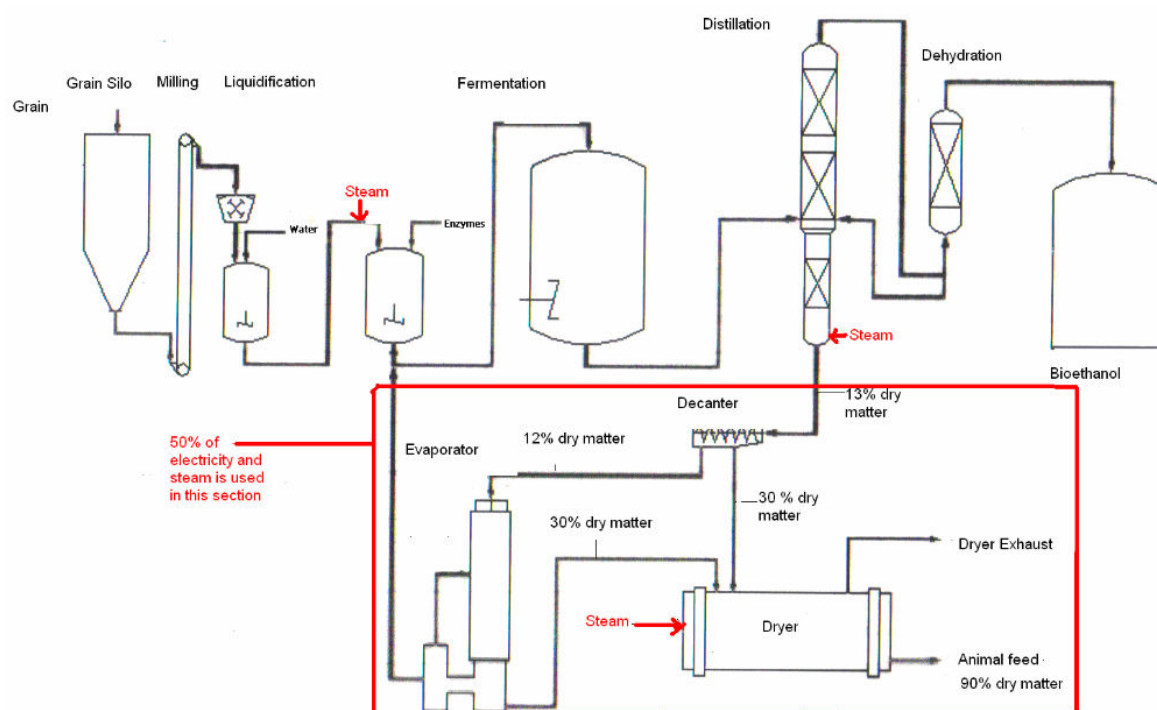 Distillation
Dehydration
Grain Silo
Milling
Liquidification
Fermentation
Grain
Steam
Water
Enzymes
Steam
Bioethanol
13% dry
matter
Decanter
12% dry matter
Evaporator
50% of
electricity and
steam is used
in this section
30 % dry
matter
30% dry matter
Dryer Exhaust
Steam
Dryer
Animal feed
90% dry matter